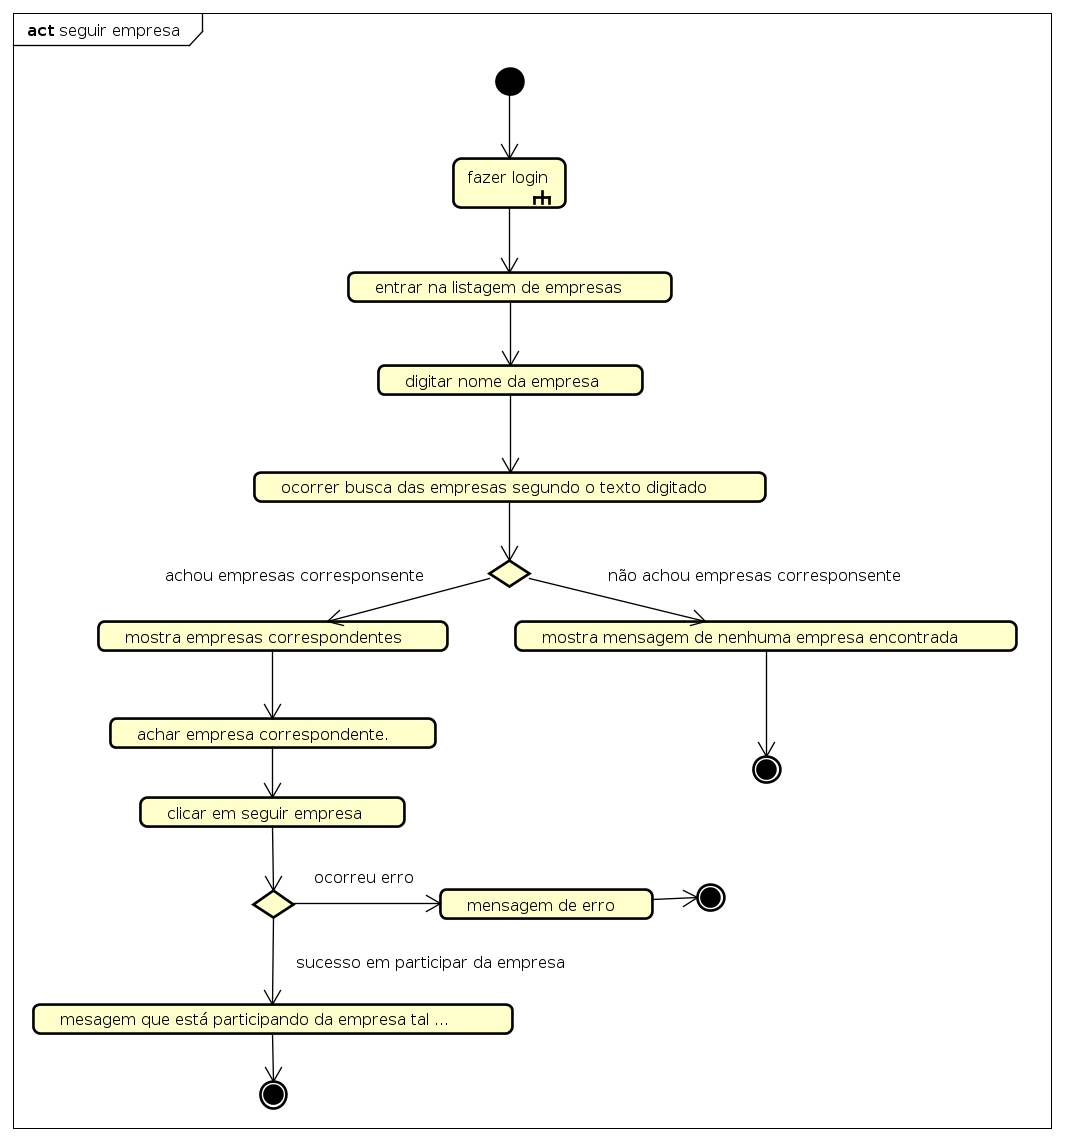 act seguir empresa
fazer login
entrar na listagem de empresas
digitar nome da empresa
ocorrer busca das empresas segundo o texto digitado
achou empresas corresponsente
não achou empresas corresponsente
mostra empresas correspondentes
mostra mensagem de nenhuma empresa encontrada
achar empresa correspondente.
clicar em seguir empresa
ocorreu erro
mensagem de erro
sucesso em participar da empresa
mesagem que está participando da empresa tal ...